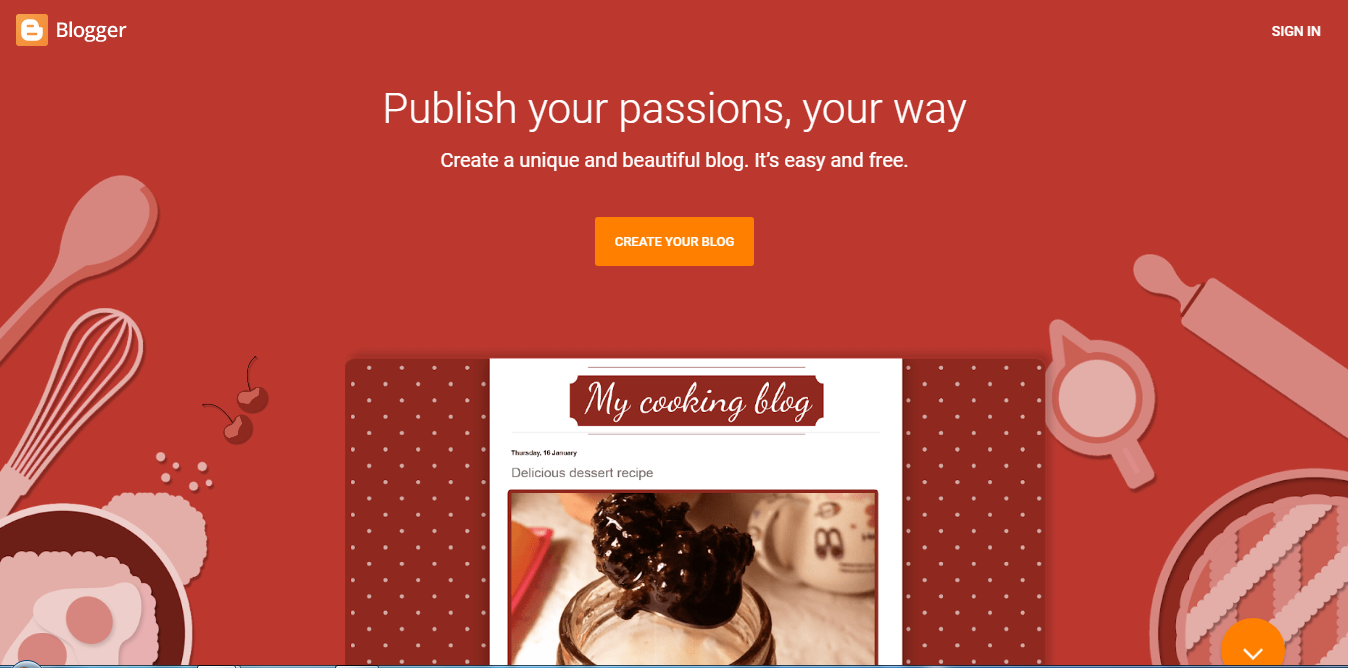 Blogger
SIGN IN
Publish your passions, your way
Create a unique and beautiful blog. It’s easy and free.
CREATE YOUR BLOG
My cooking blog
Thursday, 16 January
Delicious dessert recipe